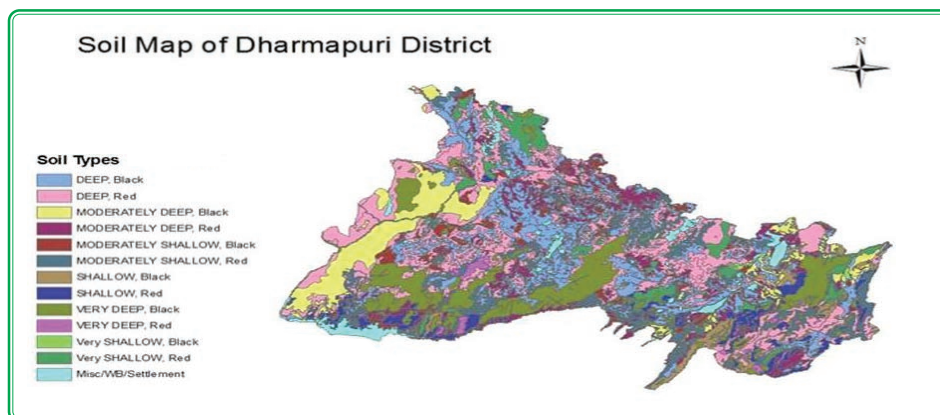 Soil Map of Dharmapuri District
N
Soil Types
DEEP, Black
DEEP, Red
MODERATELY DEEP, Black
MODERATELY DEEP, Red
MODERATELY SHALLOW, Black
MODERATELY SHALLOW, Red
SHALLOW, Black
SHALLOW, Red
VERY DEEP, Black
VERY DEEP, Red
Very SHALLOW, Black
Very SHALLOW, Red
Misc/WB/Settlement